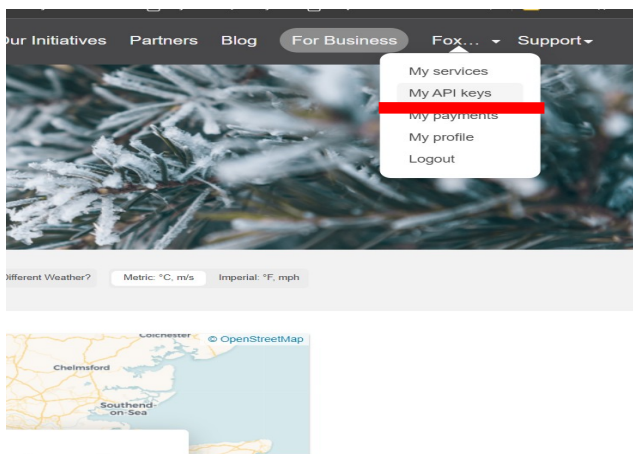 Our Initiatives Partners Blog For Business Fox... Support
My services
My API keys
My payments
My profile
Logout
Different Weather? Metric: °C, m/s Imperial: °F, mph
Colchester © OpenStreetMap
Chelmsford
Southend-
on-Sea